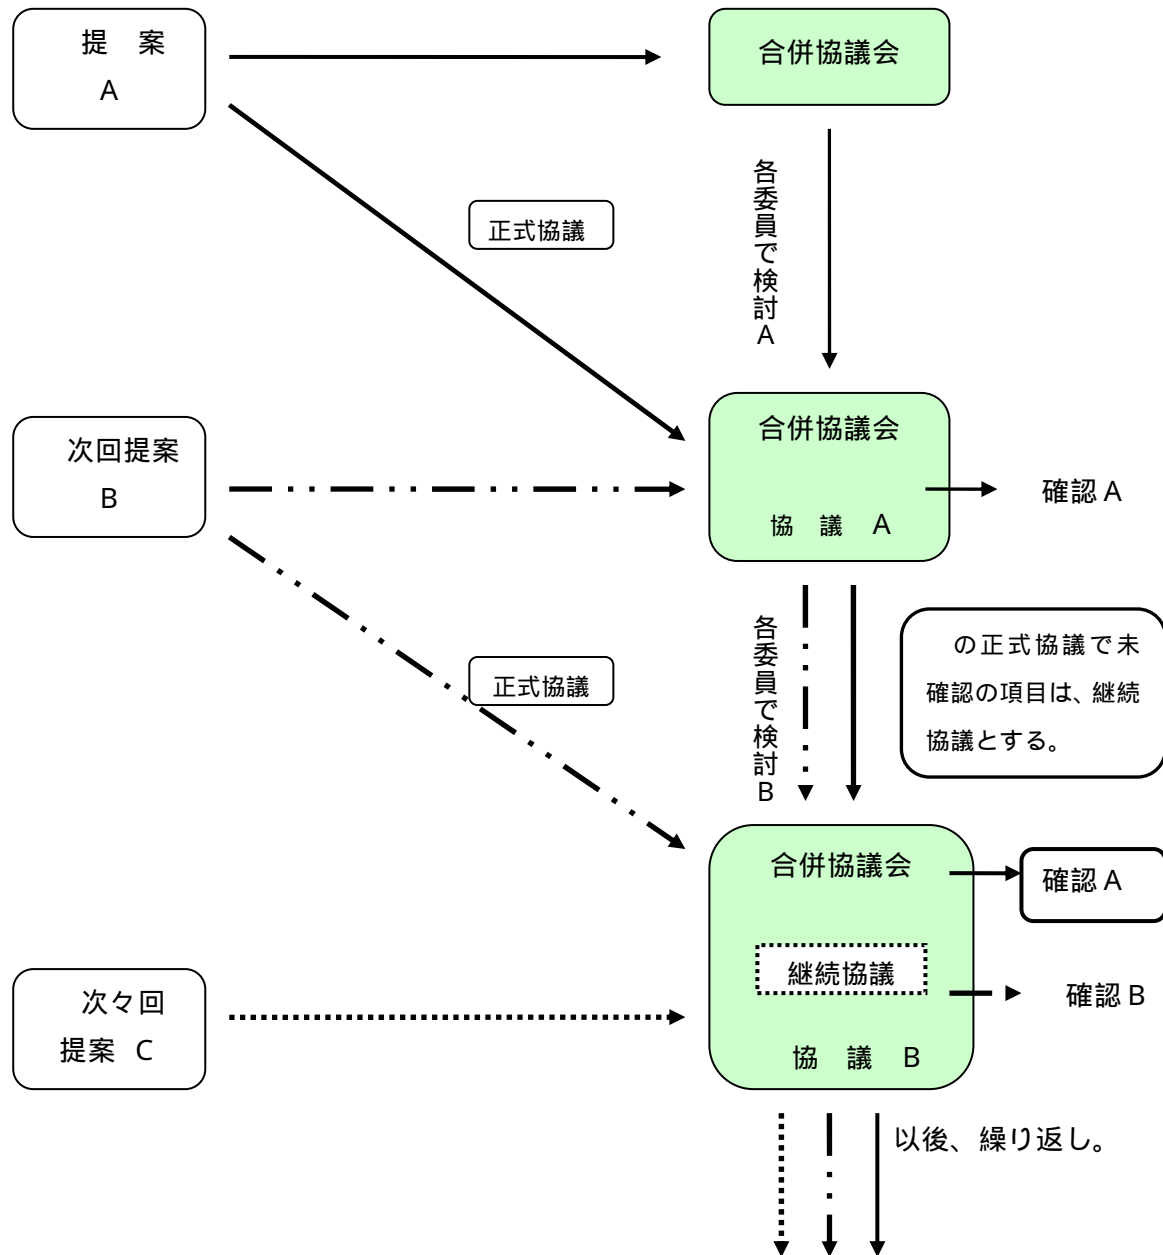 提　案
A
合併協議会
各委員で検討A
正式協議
合併協議会
協　議　A
次回提案
B
確認 A
各委員で検討B
の正式協議で未
確認の項目は、継続
協議とする。
正式協議
合併協議会
確認 A
継続協議
確認 B
協　議　B
次々回
提案 C
以後、繰り返し。